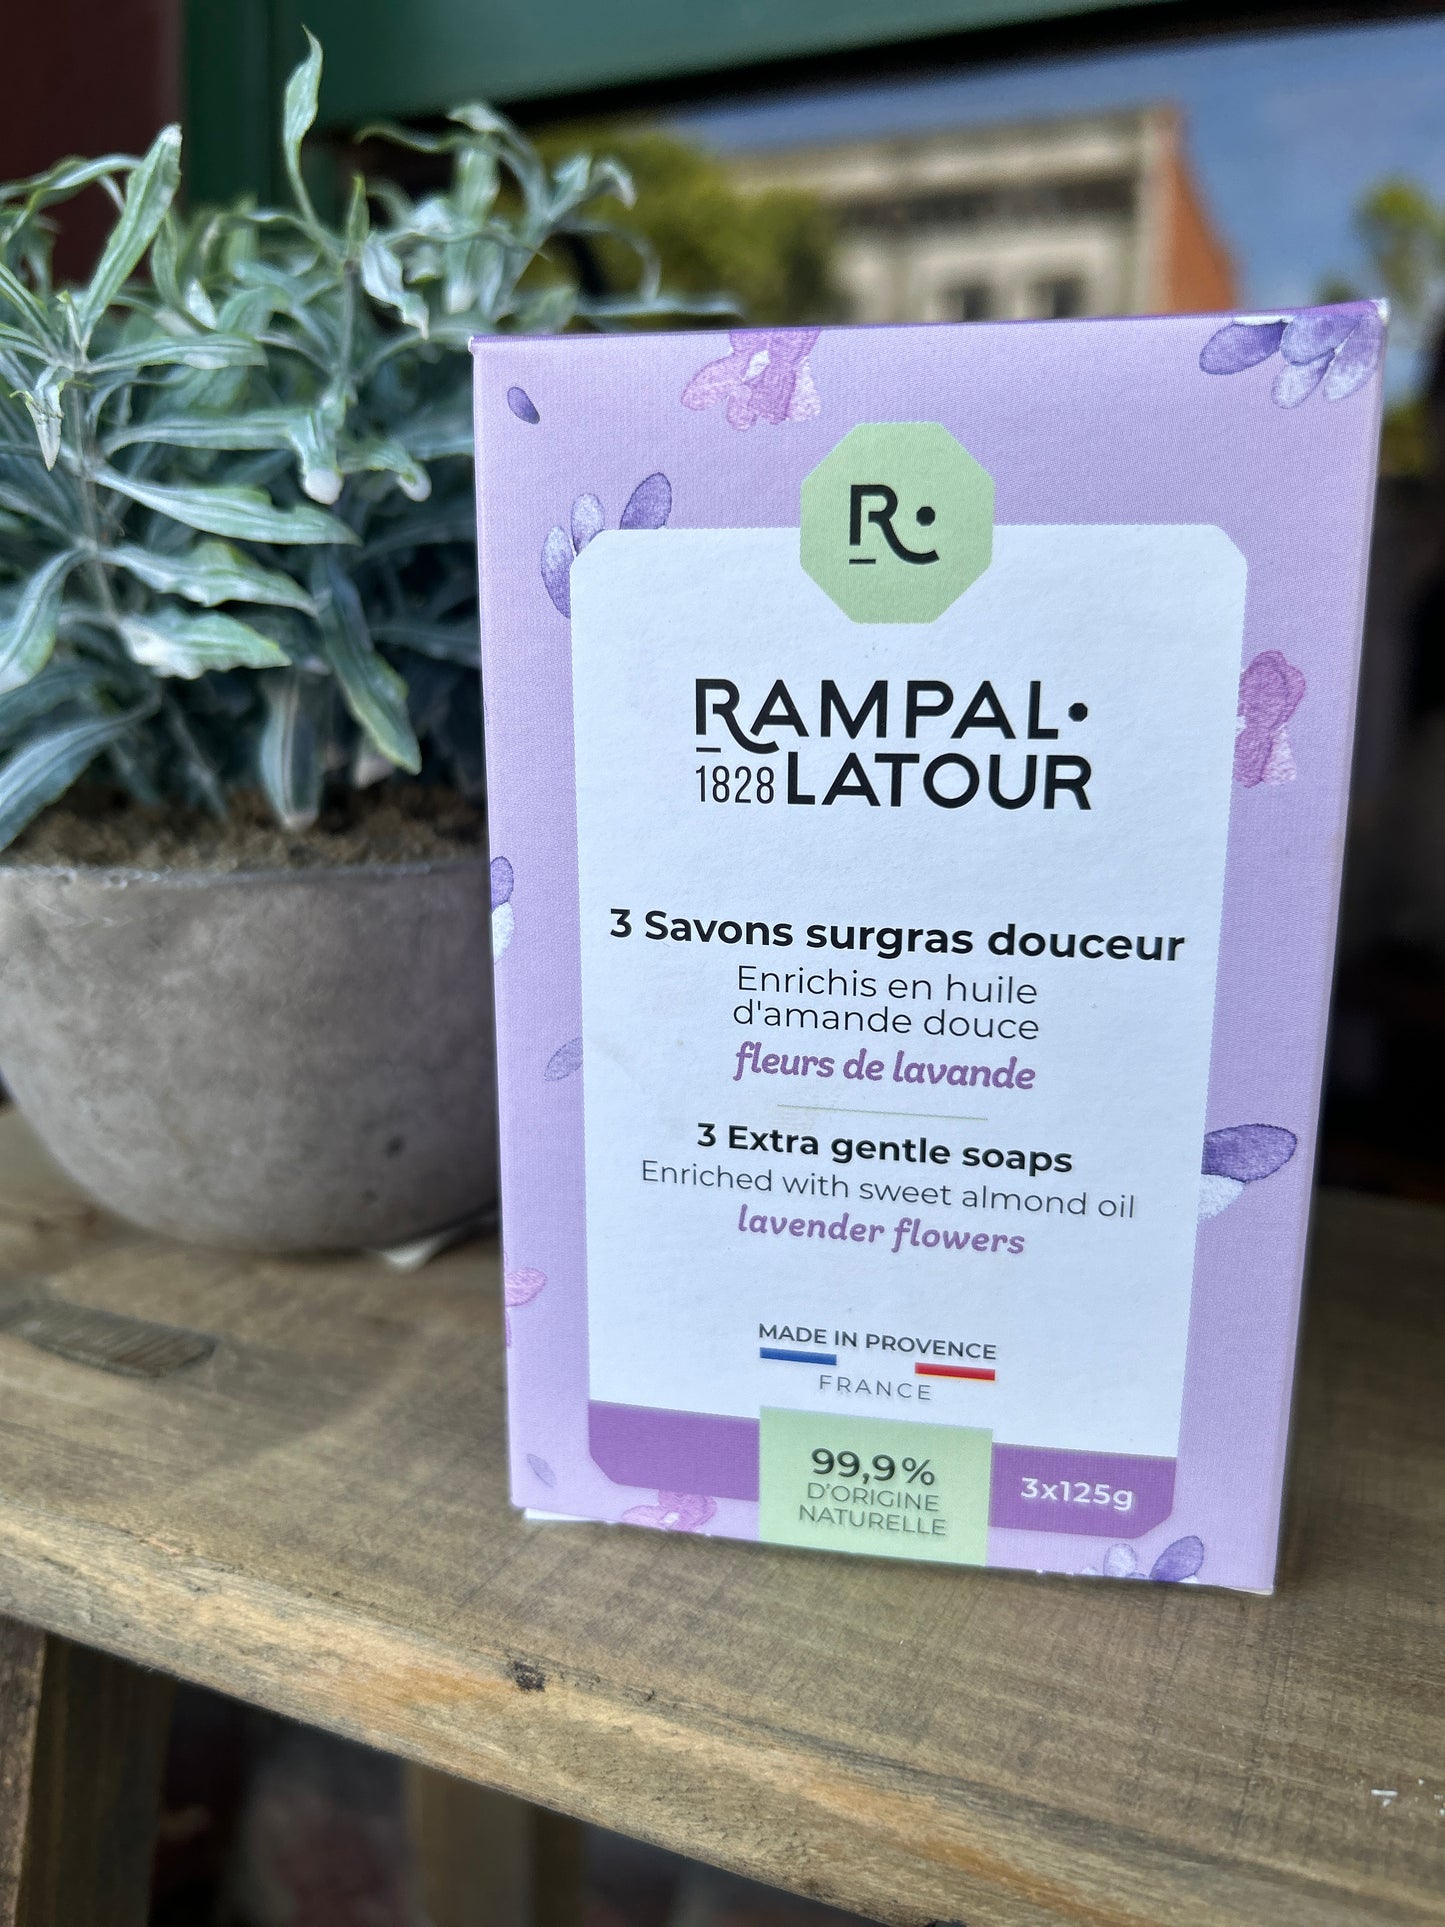 R.
RAMPAL.
1828 LATOUR
3 Savons surgras douceur
Enrichis en huile
d'amande douce
fleurs de lavande
3 Extra gentle soaps
Enriched with sweet almond oil
lavender flowers
MADE IN PROVENCE
FRANCE
99,9%
D'ORIGINE
NATURELLE
3x125g